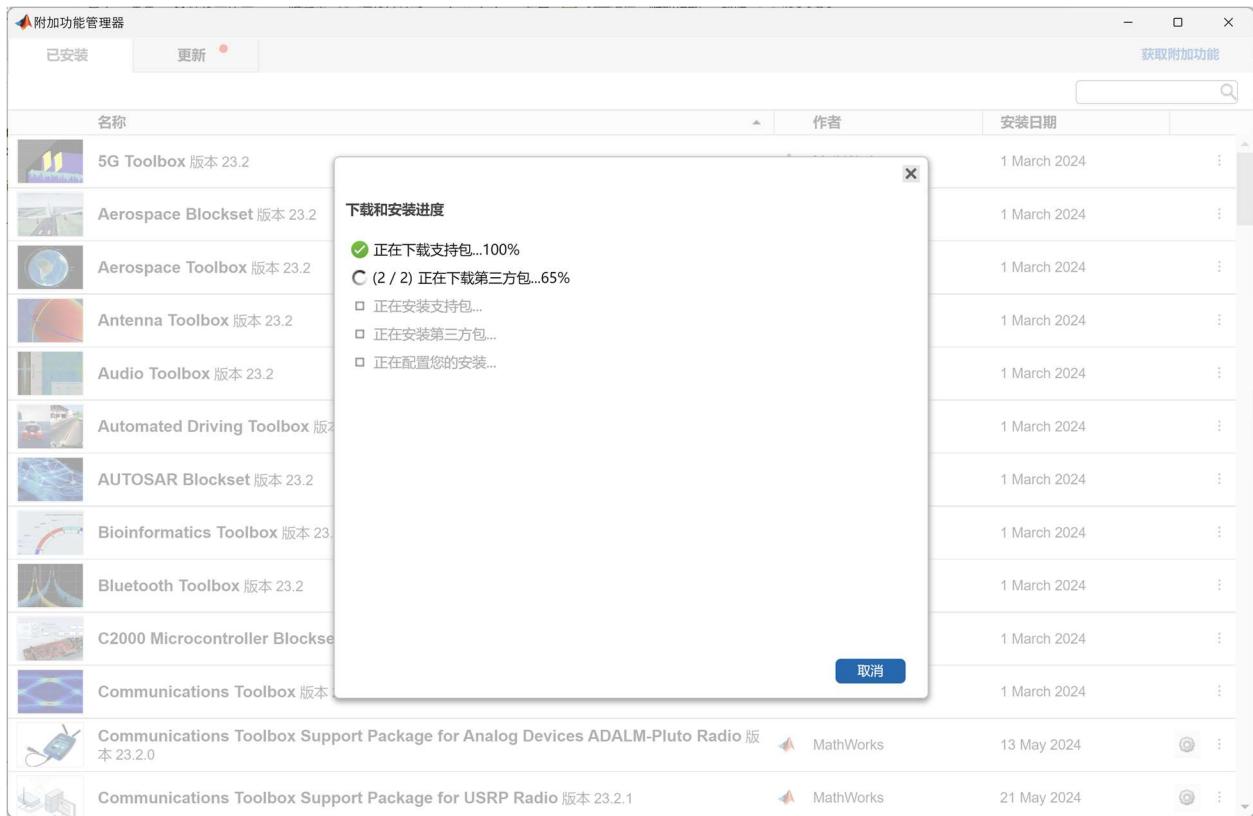 附加功能管理器
已安装
更新
获取附加功能
名称
作者
安装日期
5G Toolbox 版本 23.2
1 March 2024
Aerospace Blockset 版本 23.2
1 March 2024
Aerospace Toolbox 版本 23.2
1 March 2024
Antenna Toolbox 版本 23.2
1 March 2024
Audio Toolbox 版本 23.2
1 March 2024
Automated Driving Toolbox
1 March 2024
AUTOSAR Blockset 版本 23.2
1 March 2024
Bioinformatics Toolbox 版本 23.
1 March 2024
Bluetooth Toolbox 版本 23.2
1 March 2024
C2000 Microcontroller Blockse
1 March 2024
Communications Toolbox 版本
1 March 2024
Communications Toolbox Support Package for Analog Devices ADALM-Pluto Radio 版
本 23.2.0
MathWorks
13 May 2024
Communications Toolbox Support Package for USRP Radio 版本 23.2.1
MathWorks
21 May 2024
下载和安装进度
正在下载支持包...100%
(2 / 2) 正在下载第三方包...65%
正在安装支持包...
正在安装第三方包...
正在配置您的安装...
取消